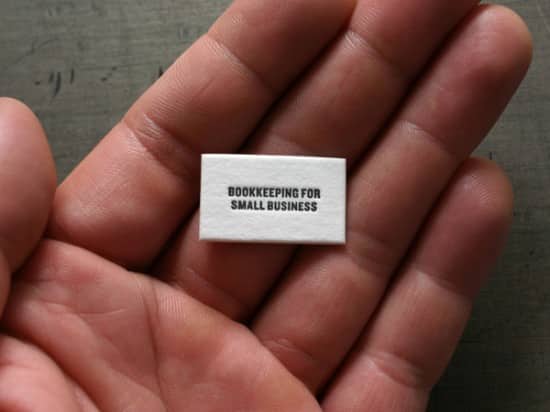 BOOKKEEPING FOR
SMALL BUSINESS